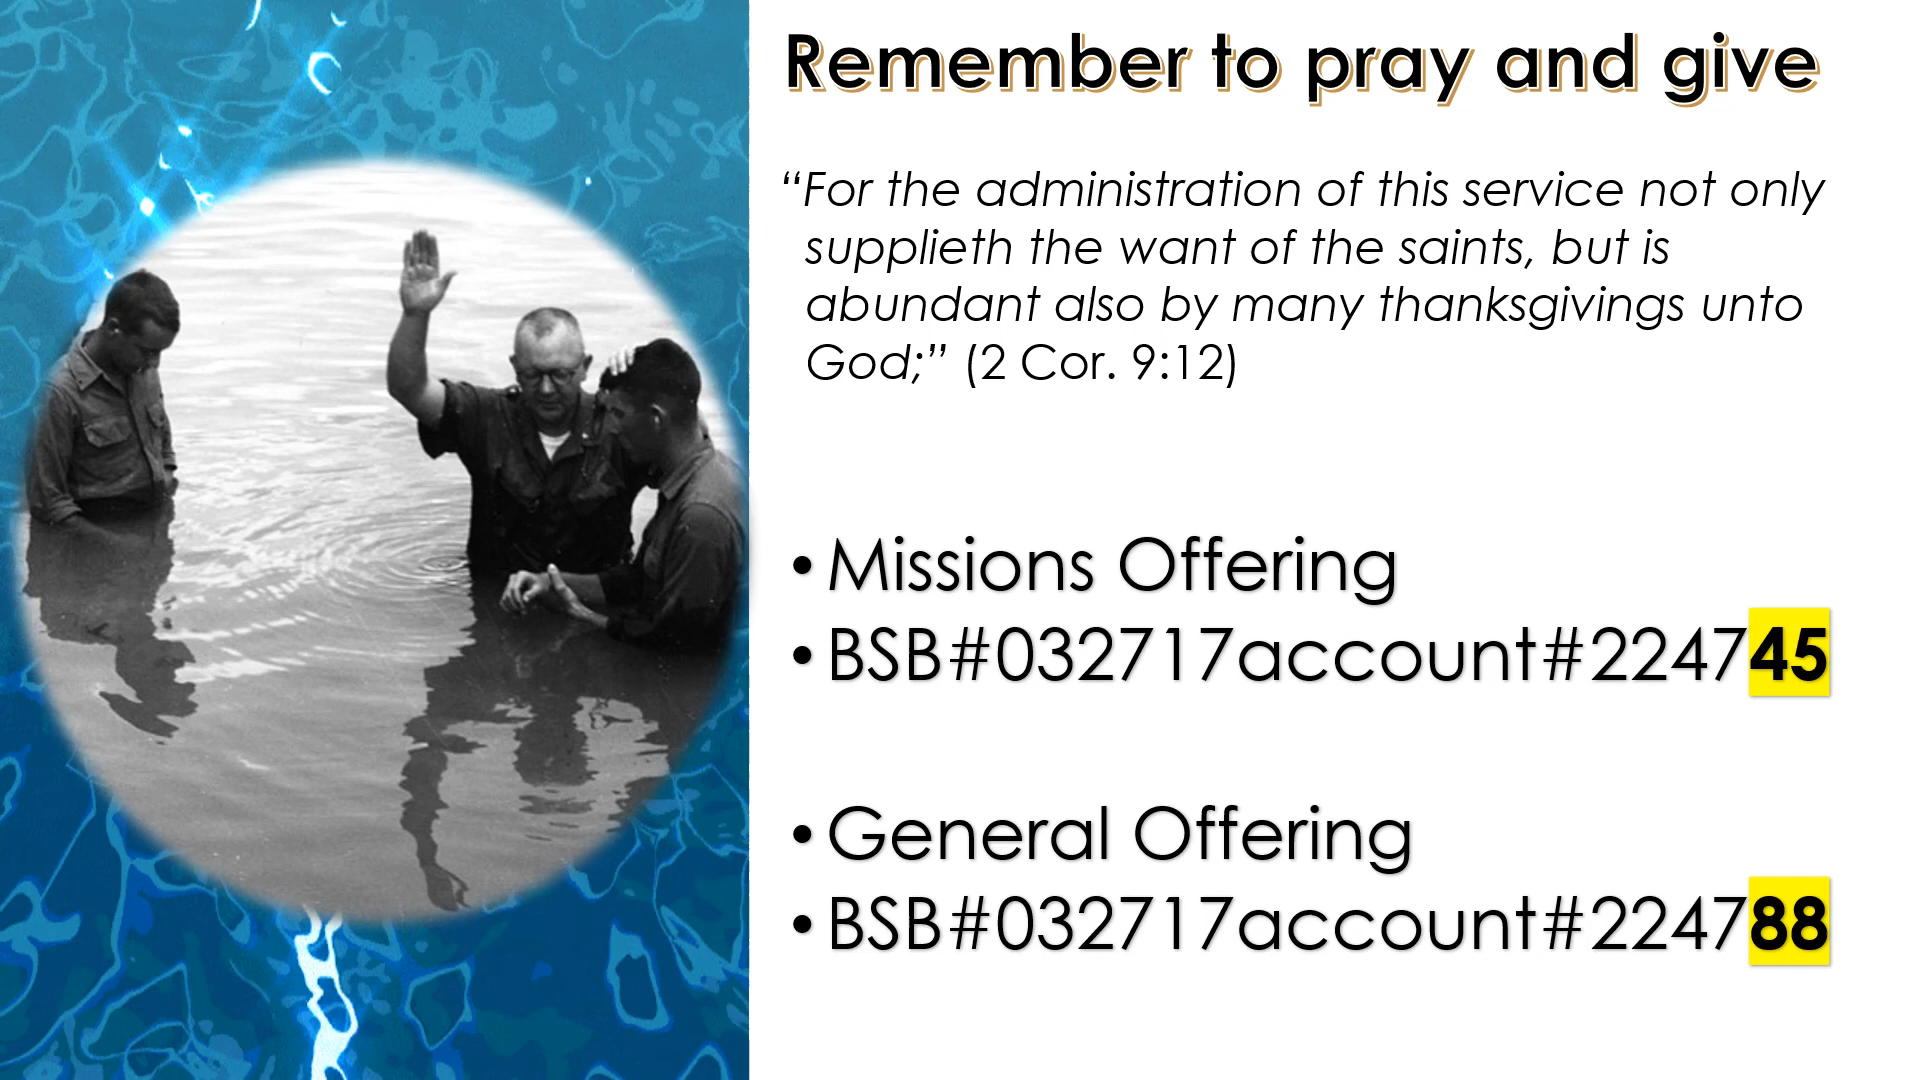 Remember to pray and give
“For the administration of this service not only
supplieth the want of the saints, but is
abundant also by many thanksgivings unto
God;” (2 Cor. 9:12)
• Missions Offering
• BSB#032717account#224745
• General Offering
• BSB#032717account#224788